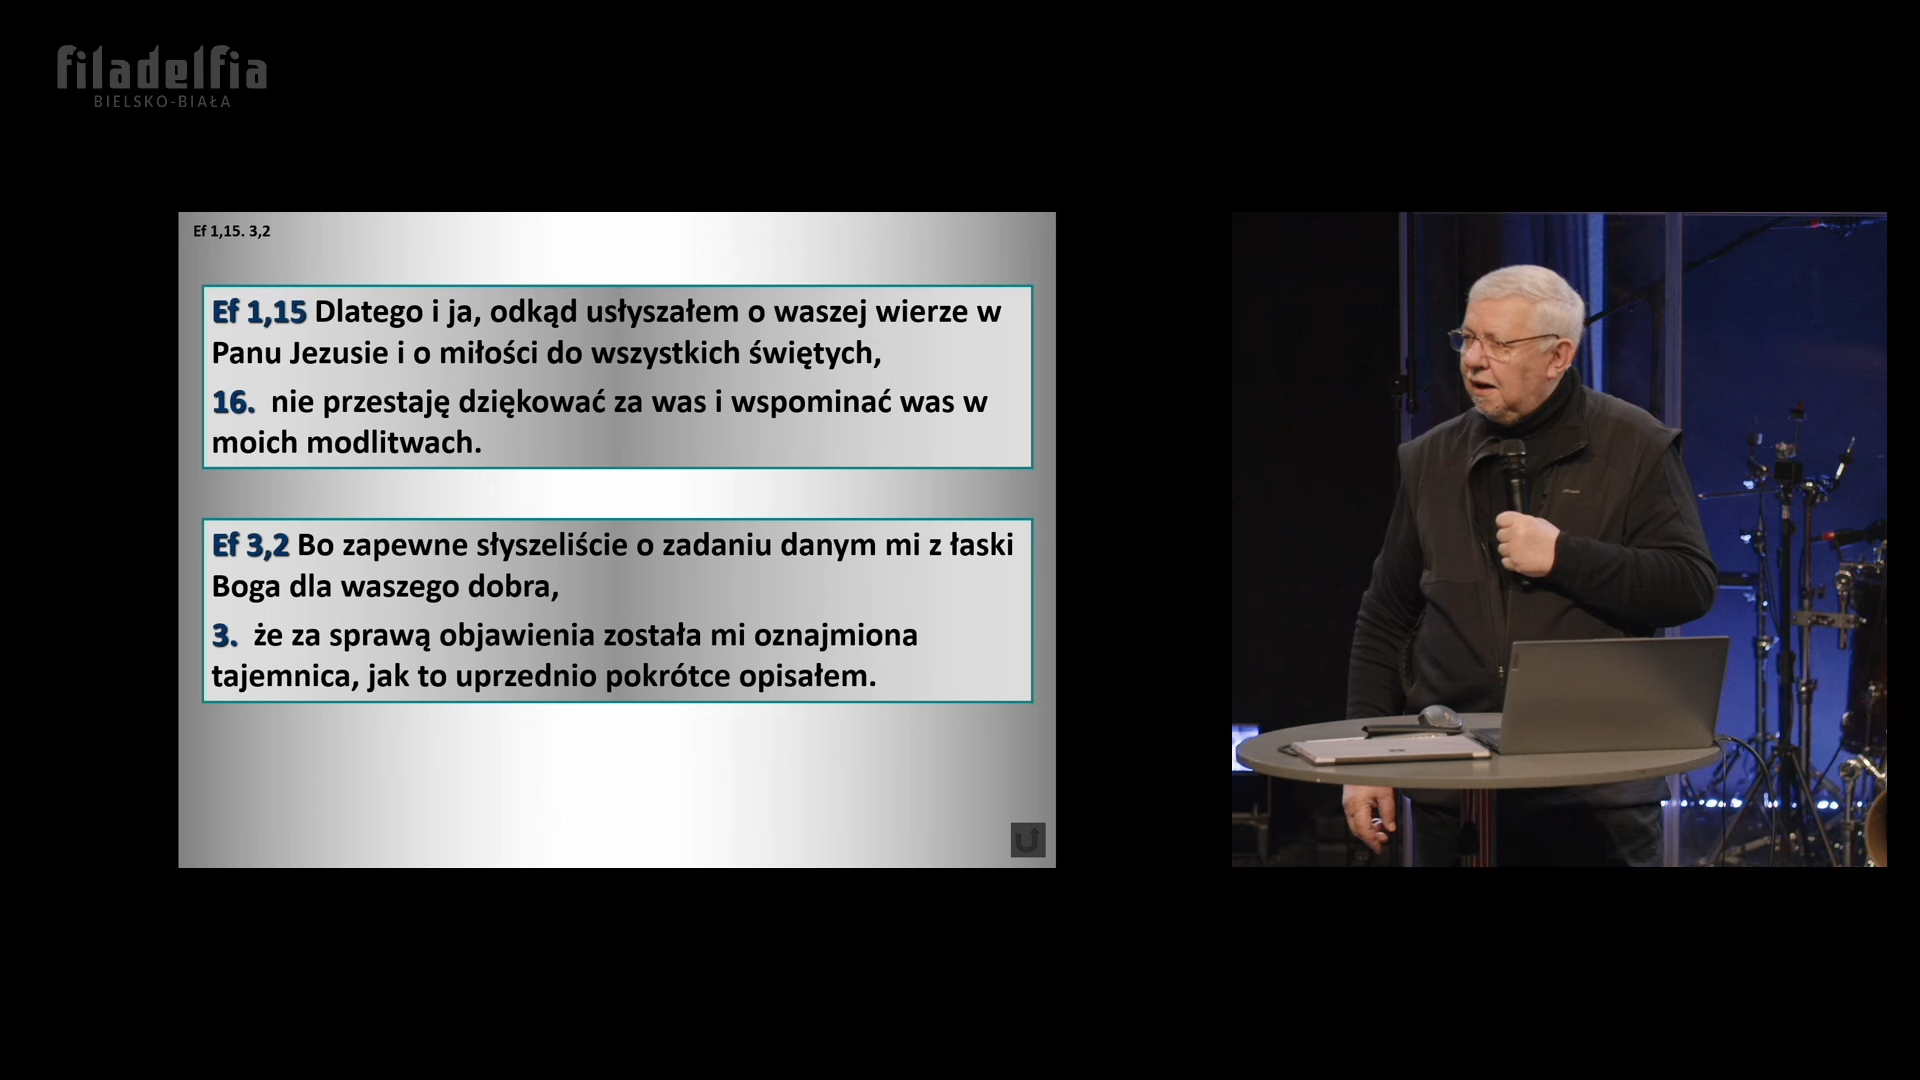 filadelfia
BIELSKO-BIAŁA
Ef 1,15. 3,2
Ef 1,15 Dlatego i ja, odkąd usłyszałem o waszej wierze w
Panu Jezusie i o miłości do wszystkich świętych,
16. nie przestaję dziękować za was i wspominać was w
moich modlitwach.
Ef 3,2 Bo zapewne słyszeliście o zadaniu danym mi z łaski
Boga dla waszego dobra,
3. że za sprawą objawienia została mi oznajmiona
tajemnica, jak to uprzednio pokrótce opisałem.